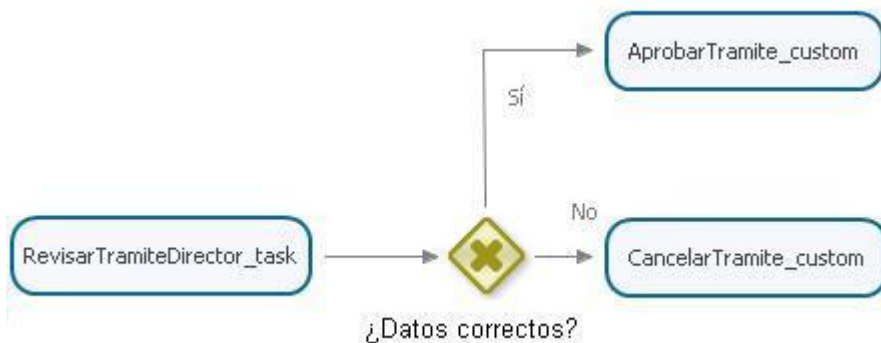 AprobarTramite_custom
Sí
No
RevisarTramiteDirector_task
CancelarTramite_custom
¿Datos correctos?